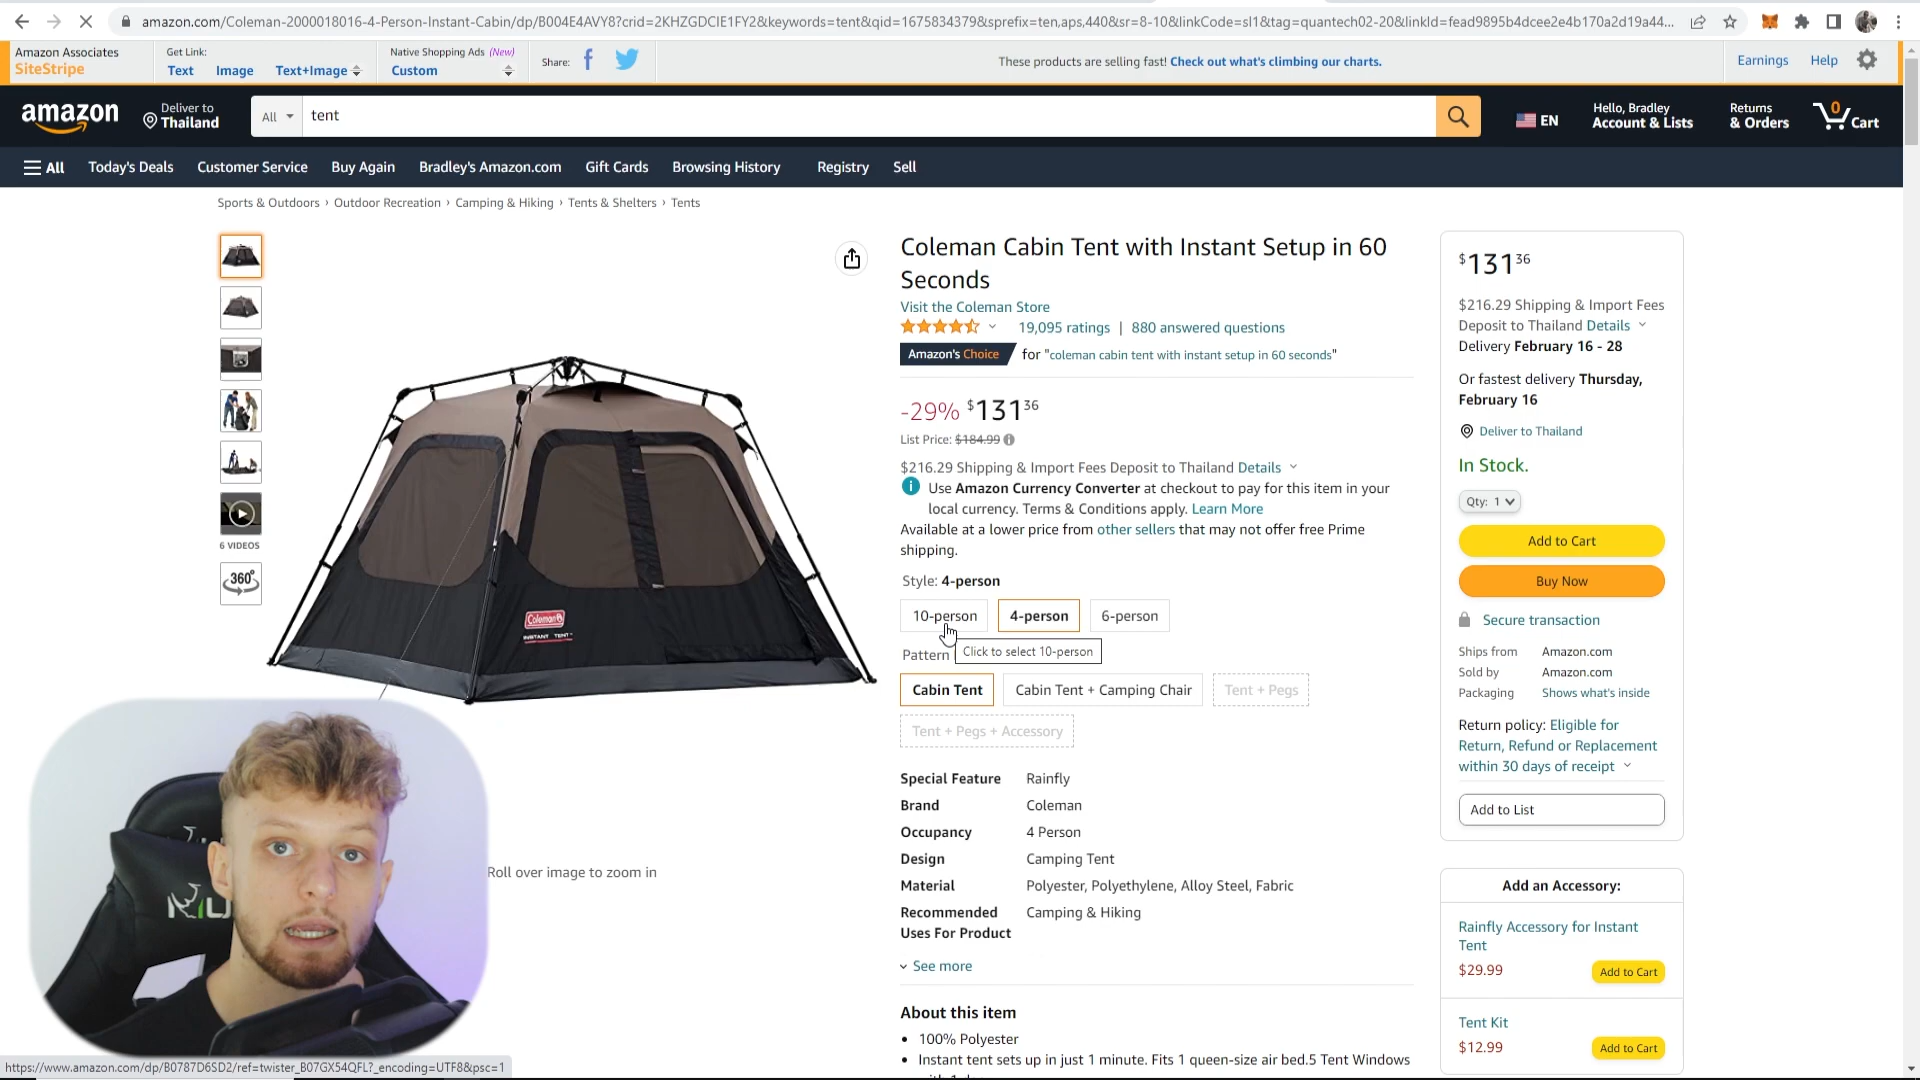 amazon.com/Coleman-2000018016-4-Person-Instant-Cabin/dp/B004E4AVY8?crid=2KHZGDCIE1FY2&keywords=tent&qid=1675834379&sprefix=ten,aps,440&sr=8-10&linkCode=sl1&tag=quantech02-20&linkId=fead9895b4dcee2e4b170a2d19a44...
Amazon Associates
SiteStripe
Get Link:
Text Image Text+Image
Native Shopping Ads (New)
Custom
Share:
These products are selling fast! Check out what's climbing our charts.
Earnings Help
amazon
Deliver to
Thailand
All
tent
EN
Hello, Bradley
Account & Lists
Returns
& Orders
0
Cart
All Today's Deals Customer Service Buy Again Bradley's Amazon.com Gift Cards Browsing History Registry Sell
Sports & Outdoors › Outdoor Recreation › Camping & Hiking › Tents & Shelters › Tents
6 VIDEOS
360°
Coleman
INSTANT TENT
Roll over image to zoom in
Coleman Cabin Tent with Instant Setup in 60
Seconds
Visit the Coleman Store
19,095 ratings | 880 answered questions
Amazon's Choice for "coleman cabin tent with instant setup in 60 seconds"
-29% $131 36
List Price: $184.99
$216.29 Shipping & Import Fees Deposit to Thailand Details
Use Amazon Currency Converter at checkout to pay for this item in your
local currency. Terms & Conditions apply. Learn More
Available at a lower price from other sellers that may not offer free Prime
shipping.
Style: 4-person
10-person 4-person 6-person
Pattern
Click to select 10-person
Cabin Tent Cabin Tent + Camping Chair Tent + Pegs
Tent + Pegs + Accessory
Special Feature Rainfly
Brand Coleman
Occupancy 4 Person
Design Camping Tent
Material Polyester, Polyethylene, Alloy Steel, Fabric
Recommended Camping & Hiking
Uses For Product
See more
About this item
• 100% Polyester
• Instant tent sets up in just 1 minute. Fits 1 queen-size air bed.5 Tent Windows
$131 36
$216.29 Shipping & Import Fees
Deposit to Thailand Details
Delivery February 16 - 28
Or fastest delivery Thursday,
February 16
Deliver to Thailand
In Stock.
Qty: 1
Add to Cart
Buy Now
Secure transaction
Ships from Amazon.com
Sold by Amazon.com
Packaging Shows what's inside
Return policy: Eligible for
Return, Refund or Replacement
within 30 days of receipt
Add to List
Add an Accessory:
Rainfly Accessory for Instant
Tent
$29.99 Add to Cart
Tent Kit
$12.99 Add to Cart
https://www.amazon.com/dp/B0787D6SD2/ref=twister_B07GX54QFL?_encoding=UTF8&psc=1